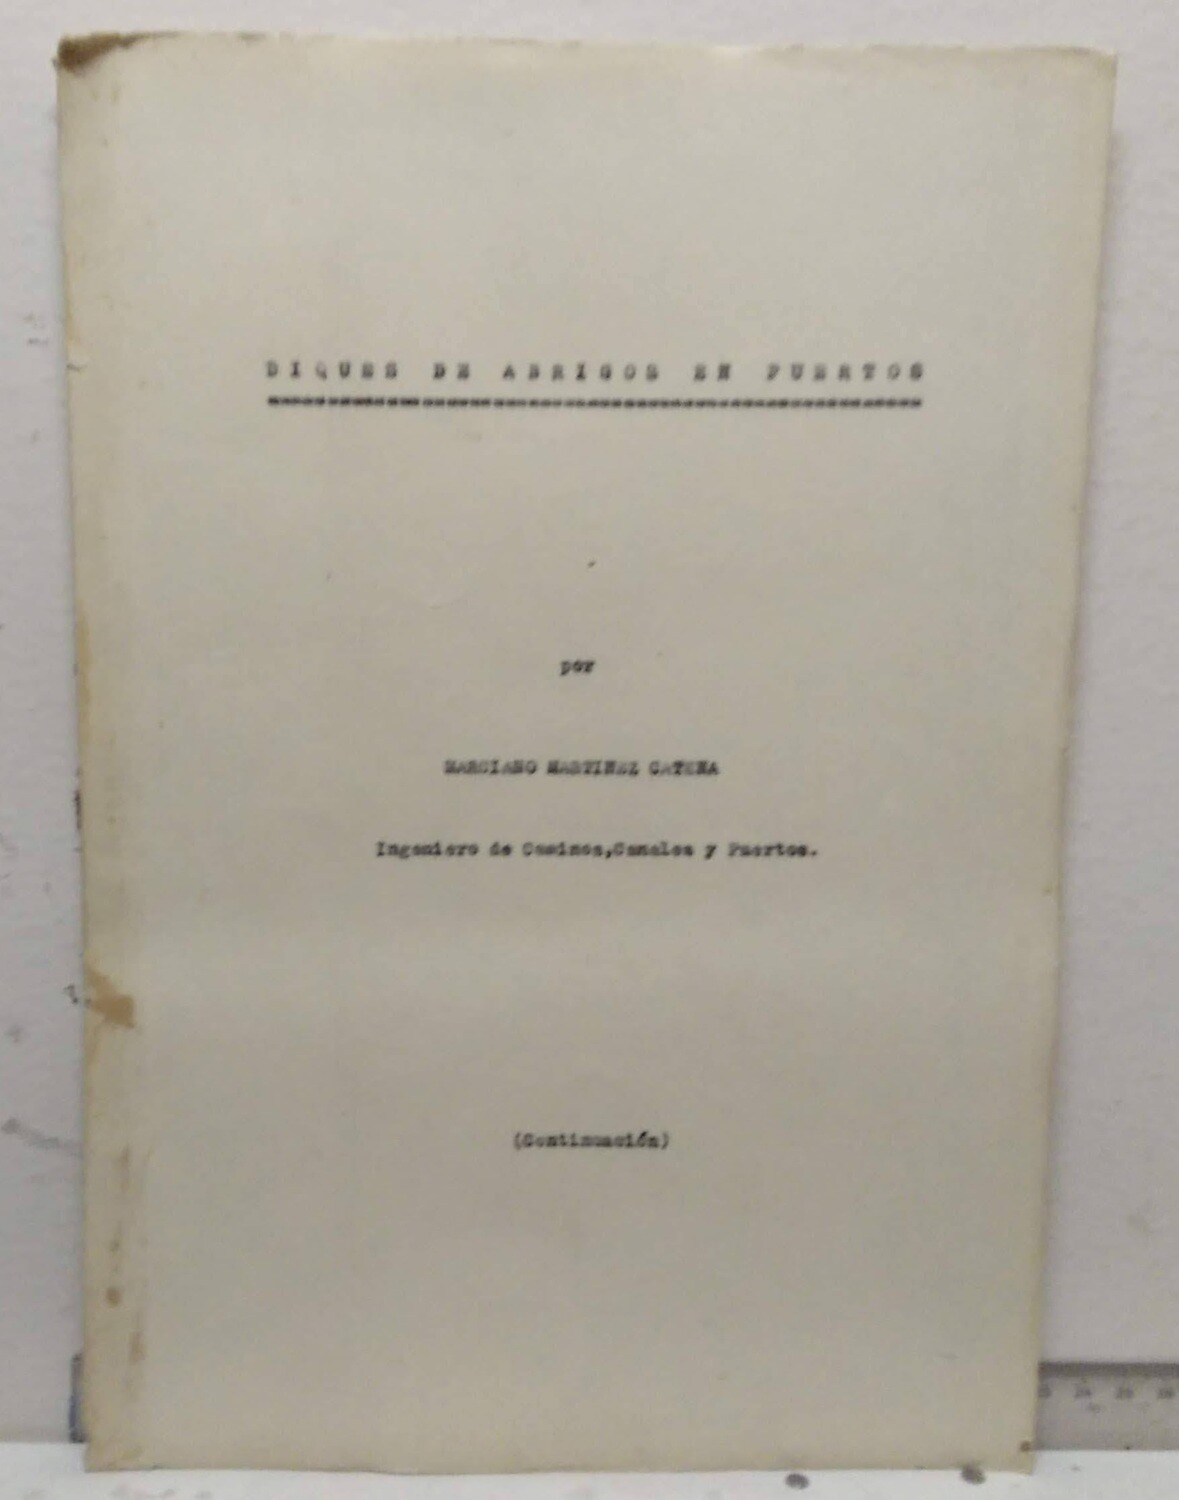 DIQUES DE ABRIGOS EN PUERTOS
por
MARCIANO MARTINEZ CATENA
Ingeniero de Caminos,Canales y Puertos.
(Continuación)